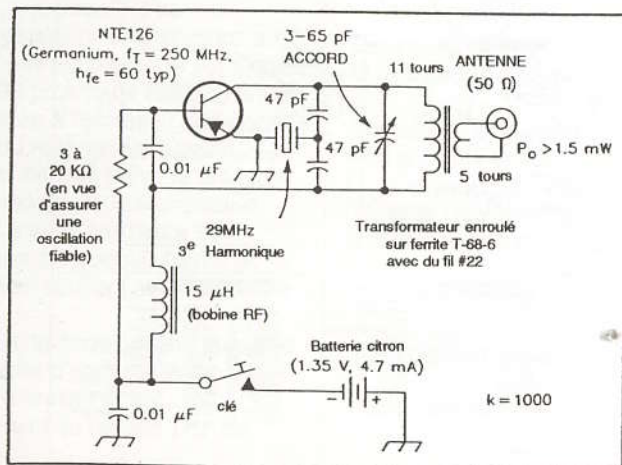 NTE126
(Germanium, fT = 250 MHz,
hfe = 60 typ)
3-65 pF
ACCORD
11 tours
ANTENNE
(50 Ω)
47 pF
47 pF
Po >1.5 mW
5 tours
3 à
20 KΩ
(en vue
d'assurer
une
oscillation
fiable)
0.01 μF
29MHz
3e Harmonique
Transformateur enroulé
sur ferrite T-68-6
avec du fil #22
15 μH
(bobine RF)
Batterie citron
(1.35 V, 4.7 mA)
T
- +
clé
0.01 μF
k = 1000